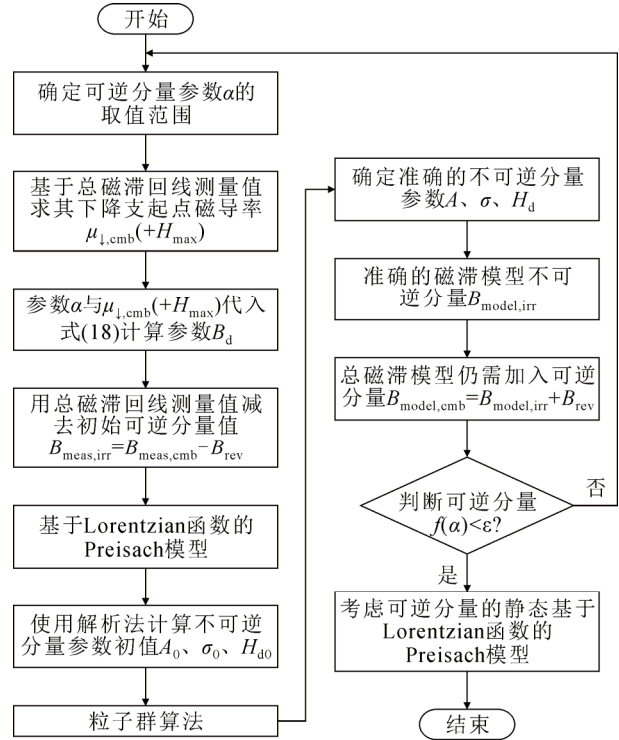 开始
确定可逆分量参数α的
取值范围
基于总磁滞回线测量值
求其下降支起点磁导率
μ↓,cmb(+Hmax)
参数α与μ↓,cmb(+Hmax)代入
式(18)计算参数Bd
用总磁滞回线测量值减
去初始可逆分量值
Bmeas,irr=Bmeas,cmb−Brev
基于Lorentzian函数的
Preisach模型
使用解析法计算不可逆
分量参数初值A0、σ0、Hd0
粒子群算法
确定准确的不可逆分量
参数A、σ、Hd
准确的磁滞模型不可
逆分量Bmodel,irr
总磁滞模型仍需加入可逆
分量Bmodel,cmb=Bmodel,irr+Brev
判断可逆分量
f(α)<ε?
否
是
考虑可逆分量的静态基于
Lorentzian函数的
Preisach模型
结束